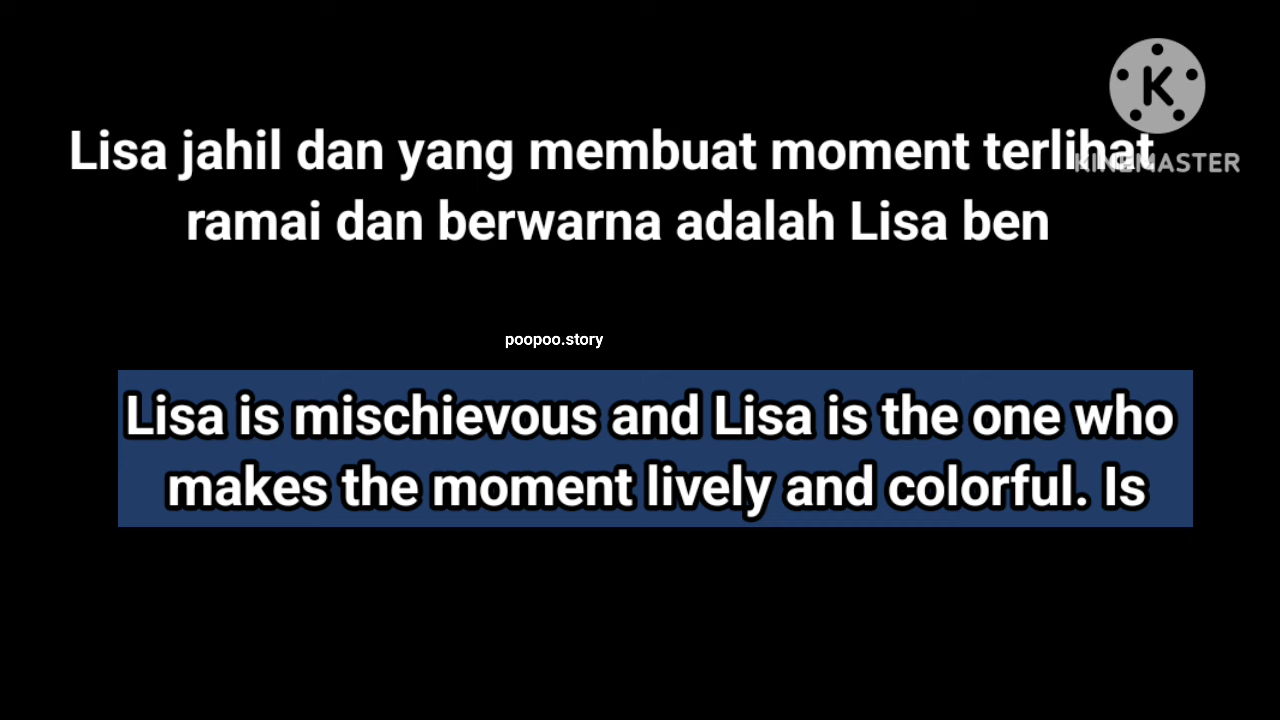 K
KINEMASTER
Lisa jahil dan yang membuat moment terlihat
ramai dan berwarna adalah Lisa ben
poopoo.story
Lisa is mischievous and Lisa is the one who
makes the moment lively and colorful. Is